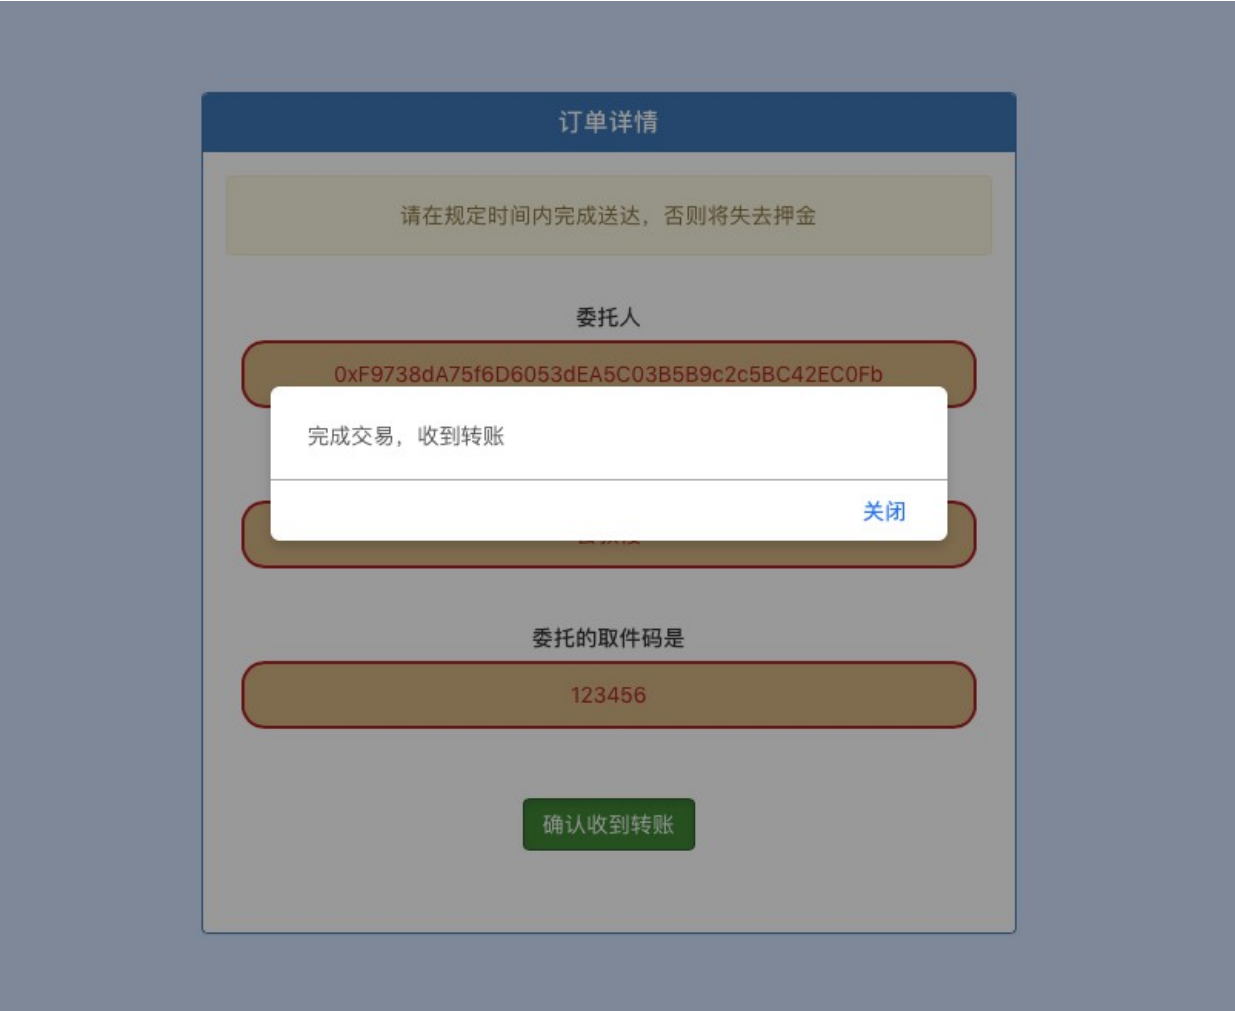 订单详情
请在规定时间内完成送达，否则将失去押金
委托人
0xF9738dA75f6D6053dEA5C03B5B9c2c5BC42EC0Fb
完成交易，收到转账
关闭
委托的取件码是
123456
确认收到转账